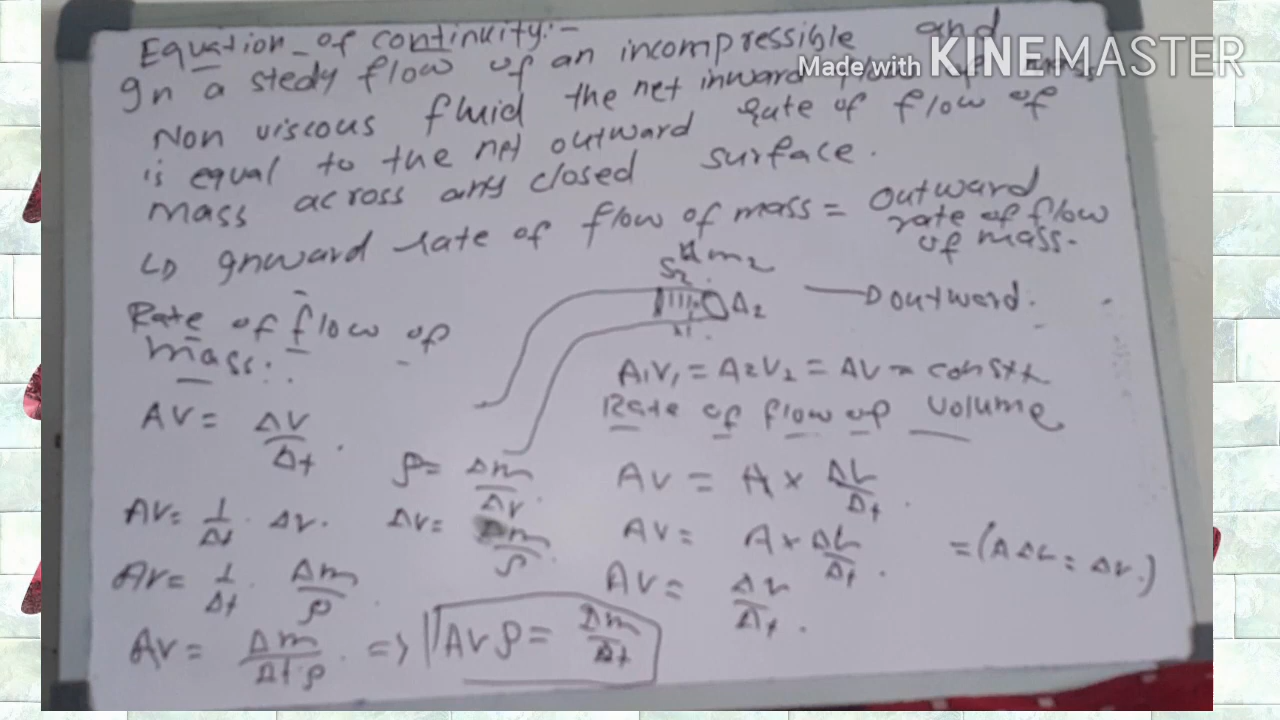 Equation of continuity:-
In a stedy flow of an incompressible and
Non viscous fluid the net inward
is equal to the net outward rate of flow of
mass across any closed surface.
Inward rate of flow of mass = outward
rate of flow
of mass.
Made with KINEMASTER
Rate of flow of
mass:
AV = ΔV/Δt
AV = 1/Δt . ΔV.
AV = 1/Δt . Δm/ρ
AV = Δm/Δt.ρ => AVρ = Δm/Δt
ρ = Δm/ΔV
ΔV = Δm/ρ
S2 Δm2
A2
outward.
A1V1 = A2V2 = AV = constt
Rate of flow of volume
AV = A x ΔL/Δt
AV = A x ΔL/Δt = (AΔL = ΔV.)
AV = ΔV/Δt.